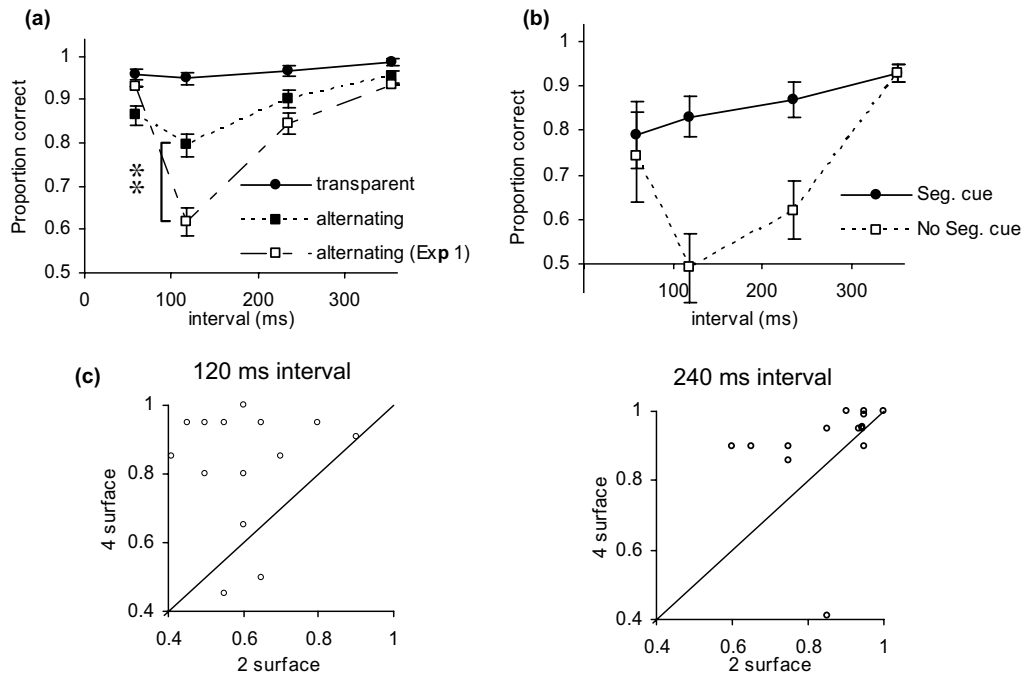 (a)
Proportion correct
1
0.9
0.8
0.7
0.6
0.5
0
100
200
300
interval (ms)
**
transparent
alternating
alternating (Exp 1)
(b)
Proportion correct
1
0.9
0.8
0.7
0.6
0.5
100
200
300
interval (ms)
Seg. cue
No Seg. cue
(c)
120 ms interval
4 surface
1
0.8
0.6
0.4
0.4
0.6
0.8
1
2 surface
240 ms interval
4 surface
1
0.8
0.6
0.4
0.4
0.6
0.8
1
2 surface